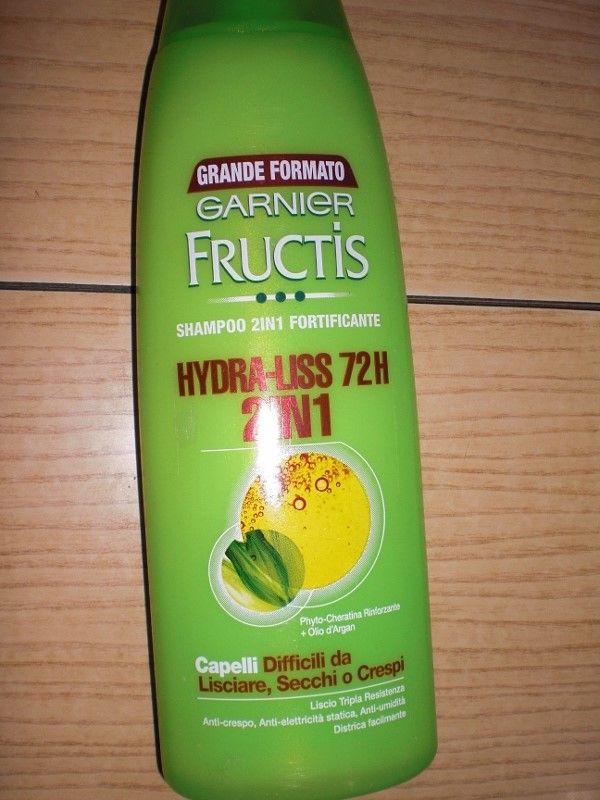 GRANDE FORMATO
GARNIER
FRUCTiS
SHAMPOO 2IN1 FORTIFICANTE
HYDRA-LISS 72H
2IN1
Phyto-Cheratina Rinforzante
+ Olio d'Argan
Capelli Difficili da
Lisciare, Secchi o Crespi
Liscio Tripla Resistenza
Anti-crespo, Anti-elettricità statica, Anti-umidità
Districa facilmente